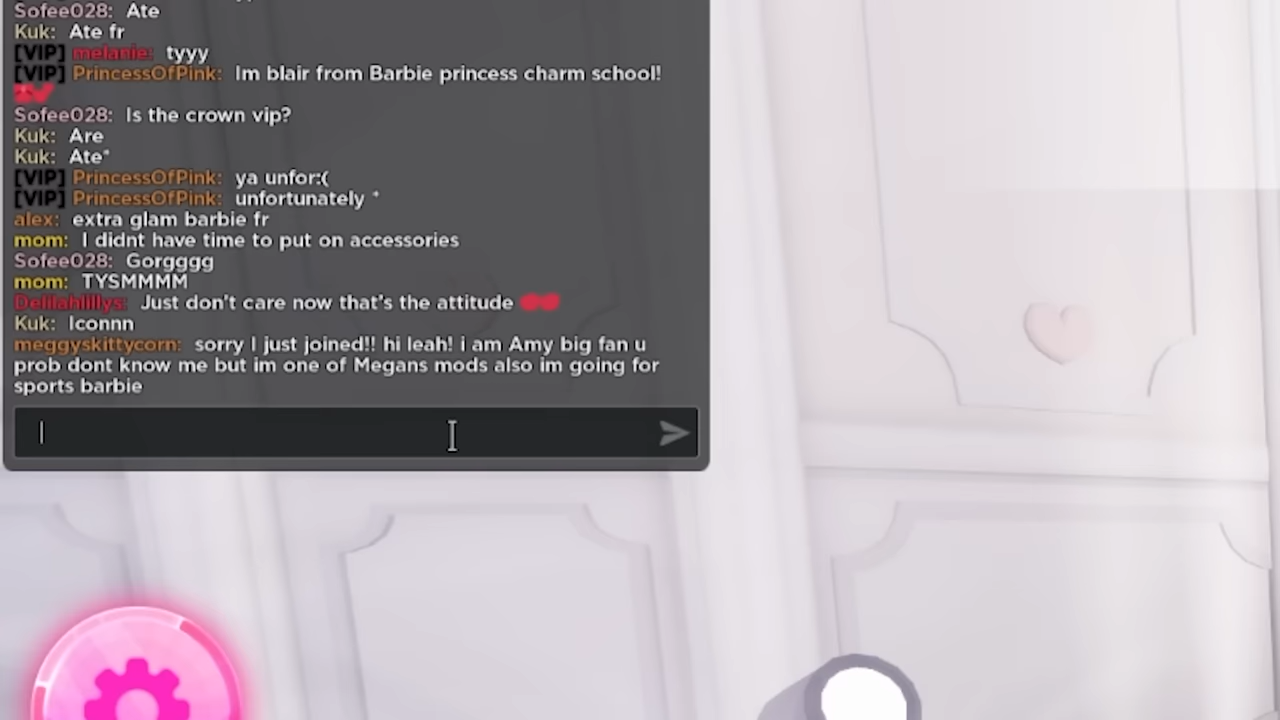 Sofee028: Ate
Kuk: Ate fr
[VIP] melanie: tyyy
[VIP] PrincessOfPink: Im blair from Barbie princess charm school!
Sofee028: Is the crown vip?
Kuk: Are
Kuk: Ate*
[VIP] PrincessOfPink: ya unfor:(
[VIP] PrincessOfPink: unfortunately *
alex: extra glam barbie fr
mom: I didnt have time to put on accessories
Sofee028: Gorgggg
mom: TYSMMMM
Delilahlillys: Just don't care now that's the attitude
Kuk: Iconnn
meggyskittycorn: sorry I just joined!! hi leah! i am Amy big fan u
prob dont know me but im one of Megans mods also im going for
sports barbie